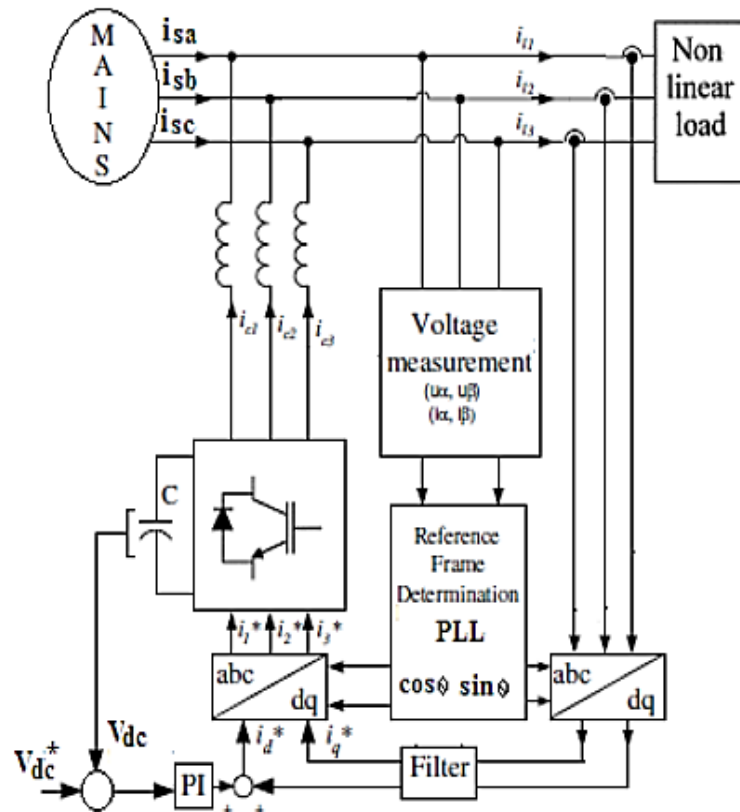 MAINS
isa
isb
isc
il1
il2
il3
Non
linear
load
ic1
ic2
ic3
Voltage
measurement
(uα, uβ)
(iα, iβ)
C
Reference
Frame
Determination
PLL
cosθ sinθ
i1* i2* i3*
abc
dq
abc
dq
Vdc
id*
iq*
Vdc*
PI
Filter